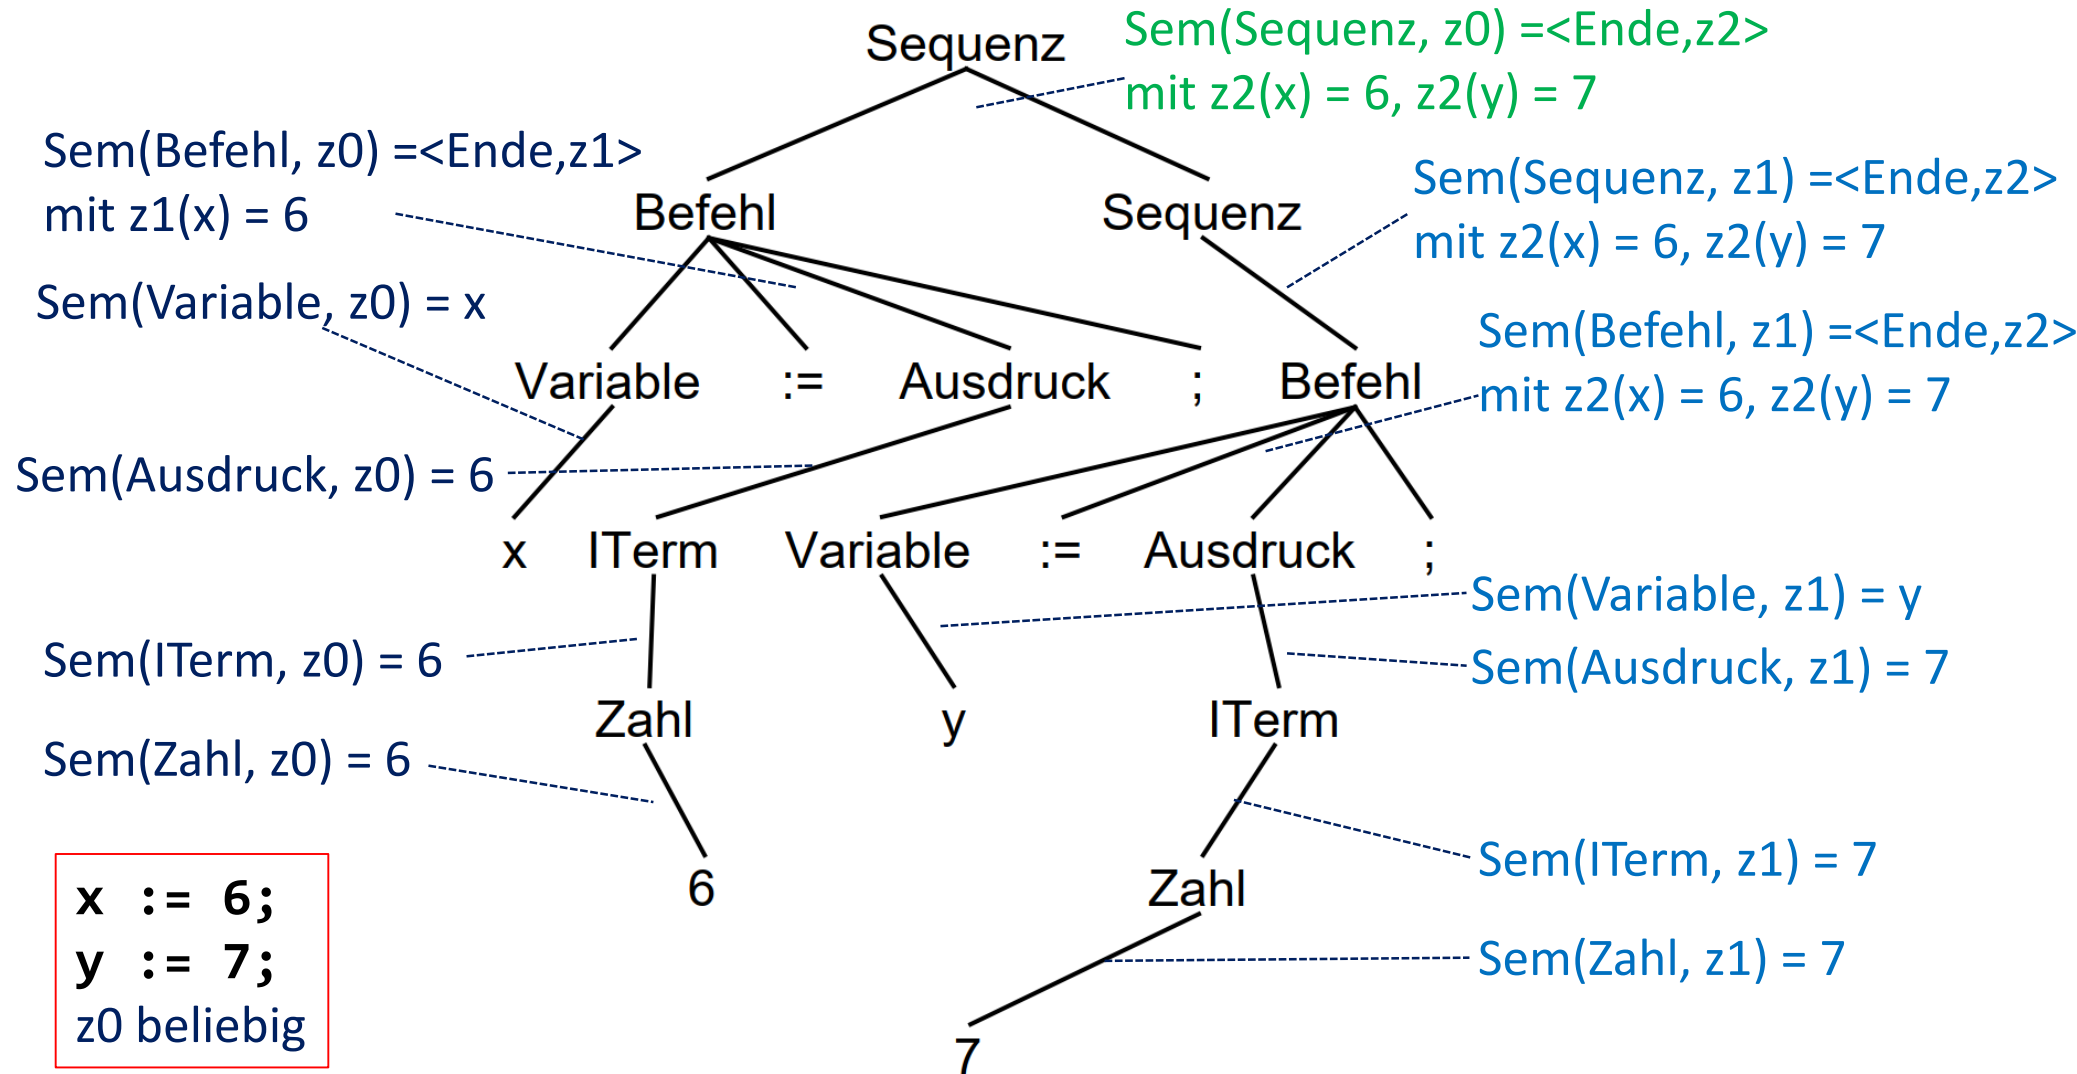 Sequenz
Sem(Sequenz, z0) =<Ende,z2>
mit z2(x) = 6, z2(y) = 7
Sem(Befehl, z0) =<Ende,z1>
mit z1(x) = 6
Befehl
Sequenz
Sem(Sequenz, z1) =<Ende,z2>
mit z2(x) = 6, z2(y) = 7
Sem(Variable, z0) = x
Sem(Befehl, z1) =<Ende,z2>
mit z2(x) = 6, z2(y) = 7
Variable := Ausdruck ; Befehl
Sem(Ausdruck, z0) = 6
x ITerm Variable := Ausdruck ;
Sem(Variable, z1) = y
Sem(ITerm, z0) = 6
Sem(Ausdruck, z1) = 7
Zahl y ITerm
Sem(Zahl, z0) = 6
Sem(ITerm, z1) = 7
6 Zahl
x := 6;
y := 7;
z0 beliebig
Sem(Zahl, z1) = 7
7